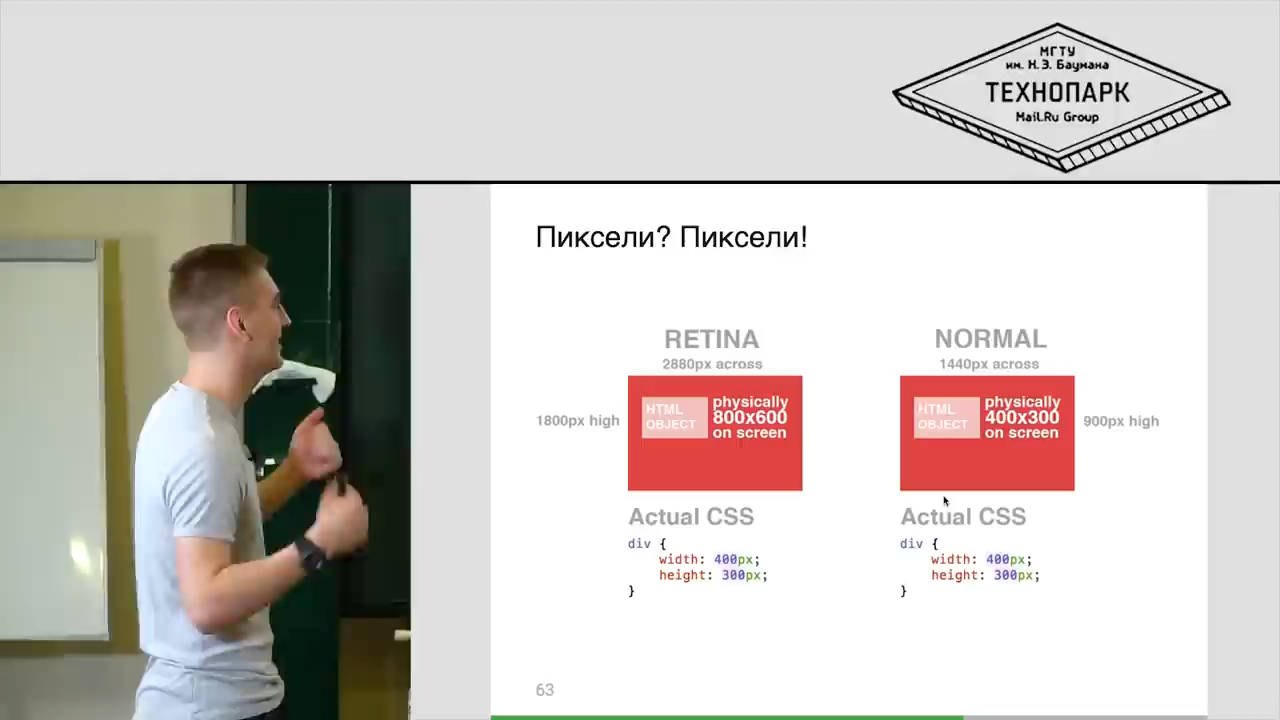 МГТУ
им. Н.Э. Баумана
ТЕХНОПАРК
Mail.Ru Group
Пиксели? Пиксели!
RETINA
2880px across
1800px high
HTML
OBJECT
physically
800x600
on screen
Actual CSS
div {
width: 400px;
height: 300px;
}
NORMAL
1440px across
HTML
OBJECT
physically
400x300
on screen
900px high
Actual CSS
div {
width: 400px;
height: 300px;
}
63